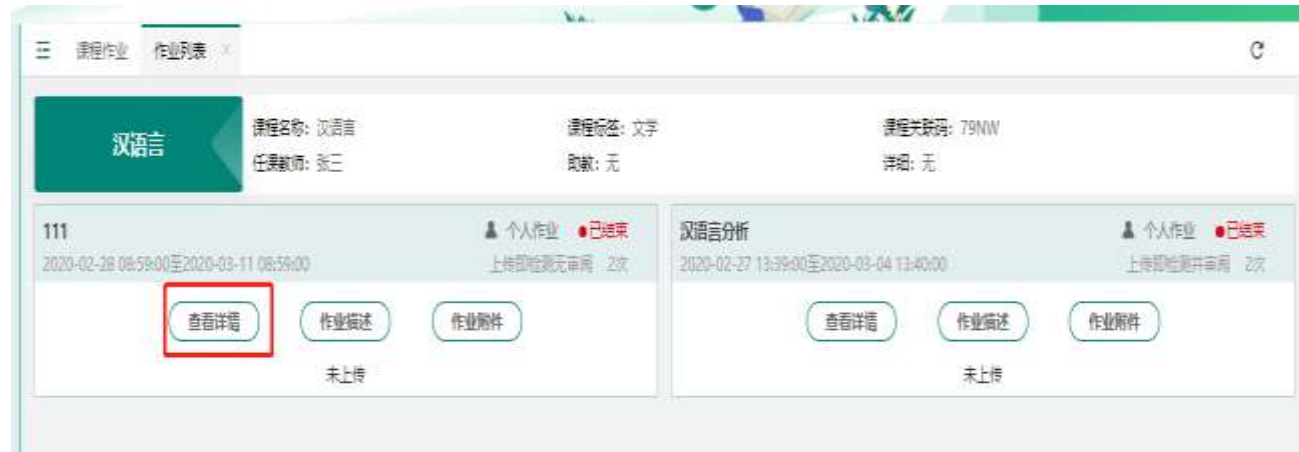 课程作业 作业列表 ×
汉语言
课程名称: 汉语言 课程标签: 文字 课程关联码: 79NW
任课教师: 张三 助教: 无 详细: 无
111 个人作业 已结束
2020-02-28 08:59:00至2020-03-11 08:59:00 上传即检测无审阅 2次
查看详情 作业描述 作业附件
未上传
汉语言分析 个人作业 已结束
2020-02-27 13:39:00至2020-03-04 13:40:00 上传即检测并审阅 2次
查看详情 作业描述 作业附件
未上传